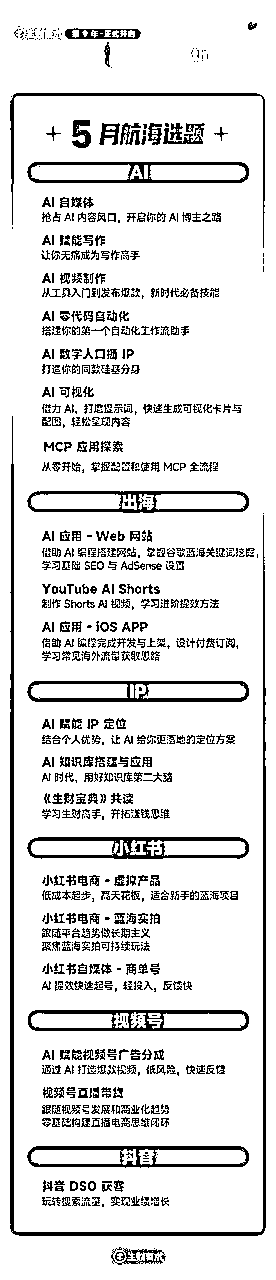 5 月航海选题
AI
AI 自媒体
抢占 AI 内容风口，开启你的 AI 博主之路
AI 赋能写作
让你无痛成为写作高手
AI 视频制作
从工具入门到发布爆款，新时代必备技能
AI 零代码自动化
搭建你的第一个自动化工作流助手
AI 数字人口播 IP
打造你的同款硅基分身
AI 可视化
借力 AI，打磨提示词，快速生成可视化卡片与
配图，轻松呈现内容
MCP 应用探索
从零开始，掌握配置和使用 MCP 全流程
出海
AI 应用 - Web 网站
借助 AI 编程搭建网站，掌握谷歌蓝海关键词挖掘，
学习基础 SEO 与 AdSense 设置
YouTube AI Shorts
制作 Shorts AI 视频，学习进阶提效方法
AI 应用 - iOS APP
借助 AI 编程完成开发与上架，设计付费订阅，
学习常见海外流量获取思路
IP
AI 赋能 IP 定位
结合个人优势，让 AI 给你更落地的定位方案
AI 知识库搭建与应用
AI 时代，用好知识库第二大脑
《生财宝典》共读
学习生财高手，开拓赚钱思维
小红书
小红书电商 - 虚拟产品
低成本起步，高天花板，适合新手的蓝海项目
小红书电商 - 蓝海实拍
跟随平台趋势做长期主义
聚焦蓝海实拍可持续玩法
小红书自媒体 - 商单号
AI 提效快速起号，轻投入，反馈快
视频号
AI 赋能视频号广告分成
通过 AI 打造爆款视频，低风险，快速反馈
视频号直播带货
跟随视频号发展和商业化趋势
零基础构建直播电商思维闭环
抖音
抖音 DSO 获客
玩转搜索流量，实现业绩增长
生财有术